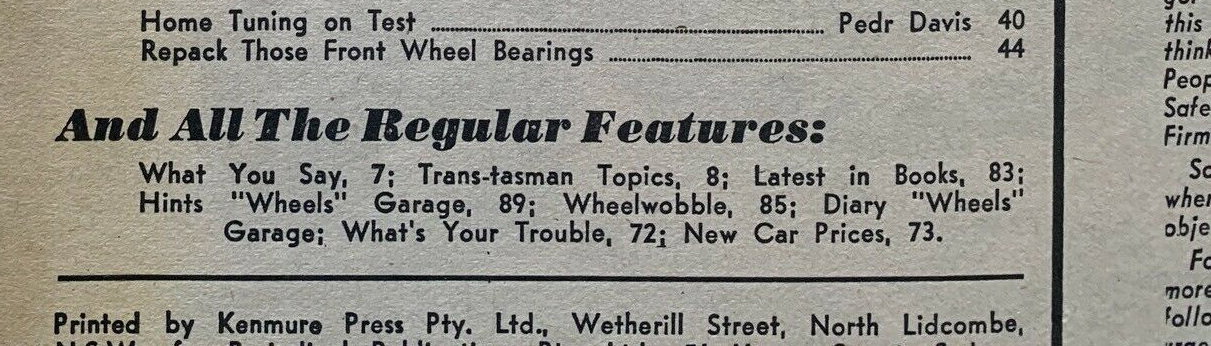 Home Tuning on Test Pedr Davis 40
Repack Those Front Wheel Bearings 44
And All The Regular Features:
What You Say, 7; Trans-tasman Topics, 8; Latest in Books, 83;
Hints "Wheels" Garage, 89; Wheelwobble, 85; Diary "Wheels"
Garage; What's Your Trouble, 72; New Car Prices, 73.
Printed by Kenmure Press Pty. Ltd., Wetherill Street, North Lidcombe,
this
think
Peop
Safe
Firm
So
wher
obje
Fo
more
follo